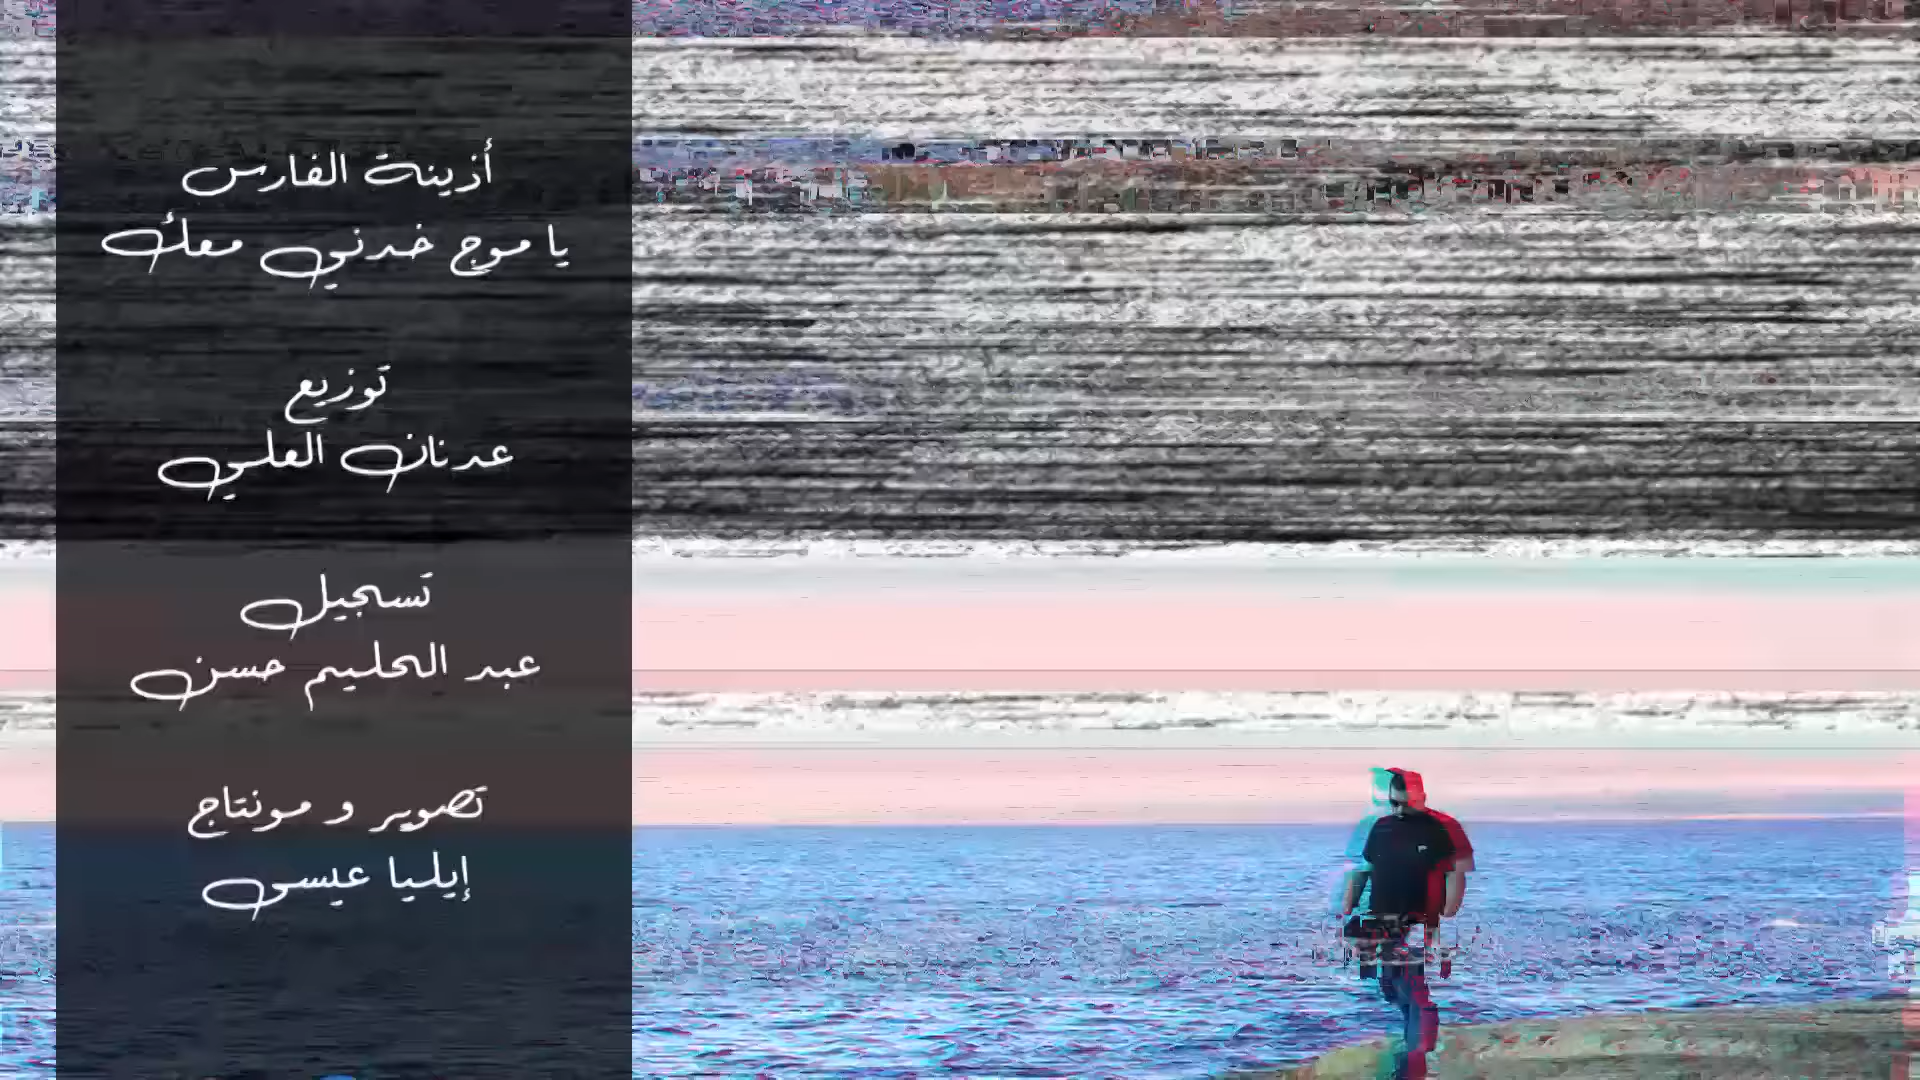 أذينة الفارس
يا موج خدني معك
توزيع
عدنان العلي
تسجيل
عبد الحليم حسن
تصوير و مونتاج
إيليا عيسى